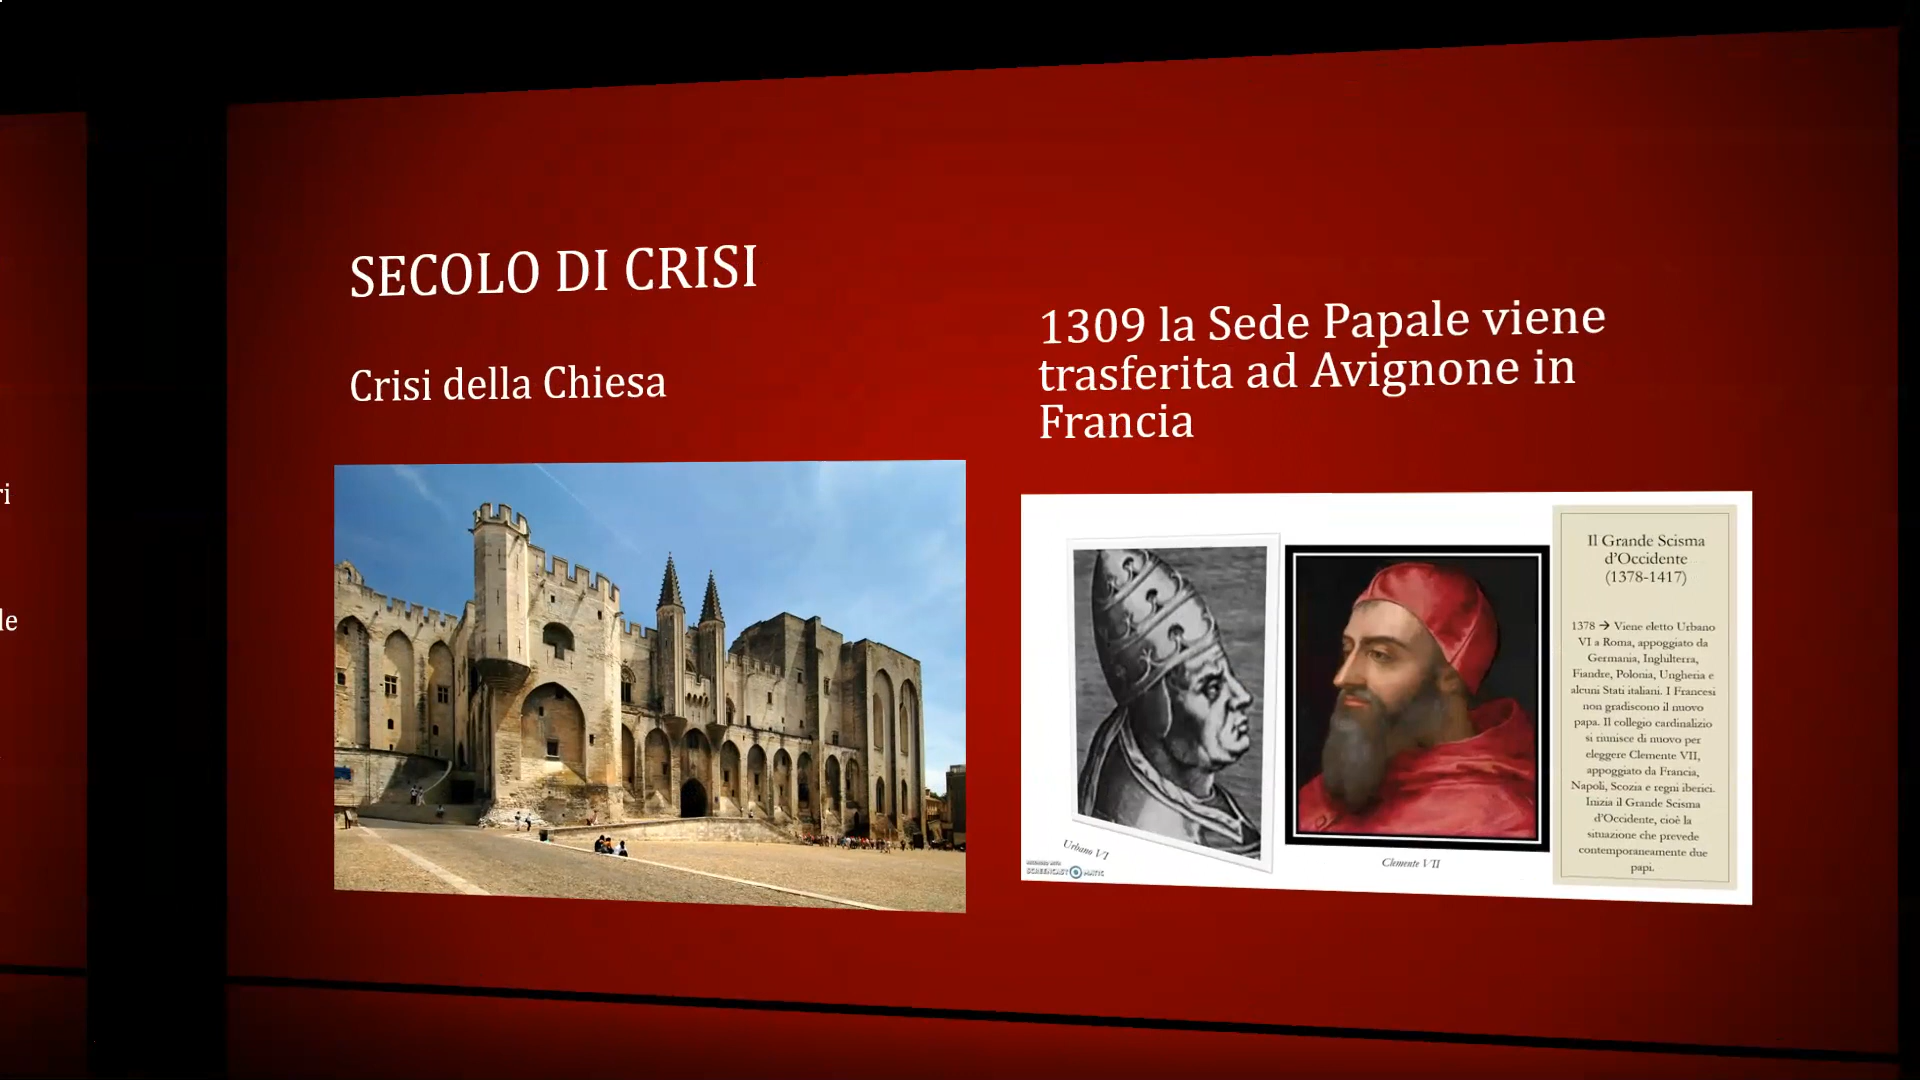 ri
le
SECOLO DI CRISI
Crisi della Chiesa
1309 la Sede Papale viene
trasferita ad Avignone in
Francia
Urbano VI
SCREENCAST MATIC
Clemente VII
Il Grande Scisma
d'Occidente
(1378-1417)
1378 → Viene eletto Urbano
VI a Roma, appoggiato da
Germania, Inghilterra,
Fiandre, Polonia, Ungheria e
alcuni Stati italiani. I Francesi
non gradiscono il nuovo
papa. Il collegio cardinalizio
si riunisce di nuovo per
eleggere Clemente VII,
appoggiato da Francia,
Napoli, Scozia e regni iberici.
Inizia il Grande Scisma
d'Occidente, cioè la
situazione che prevede
contemporaneamente due
papi.